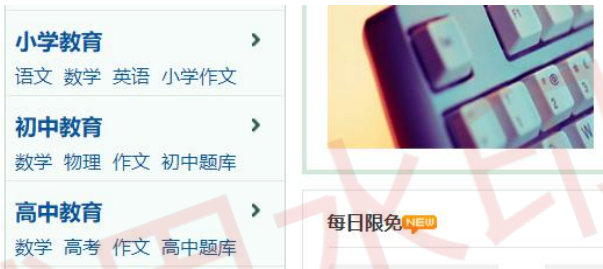 小学教育
语文 数学 英语 小学作文
初中教育
数学 物理 作文 初中题库
高中教育
数学 高考 作文 高中题库
每日限免 NEW